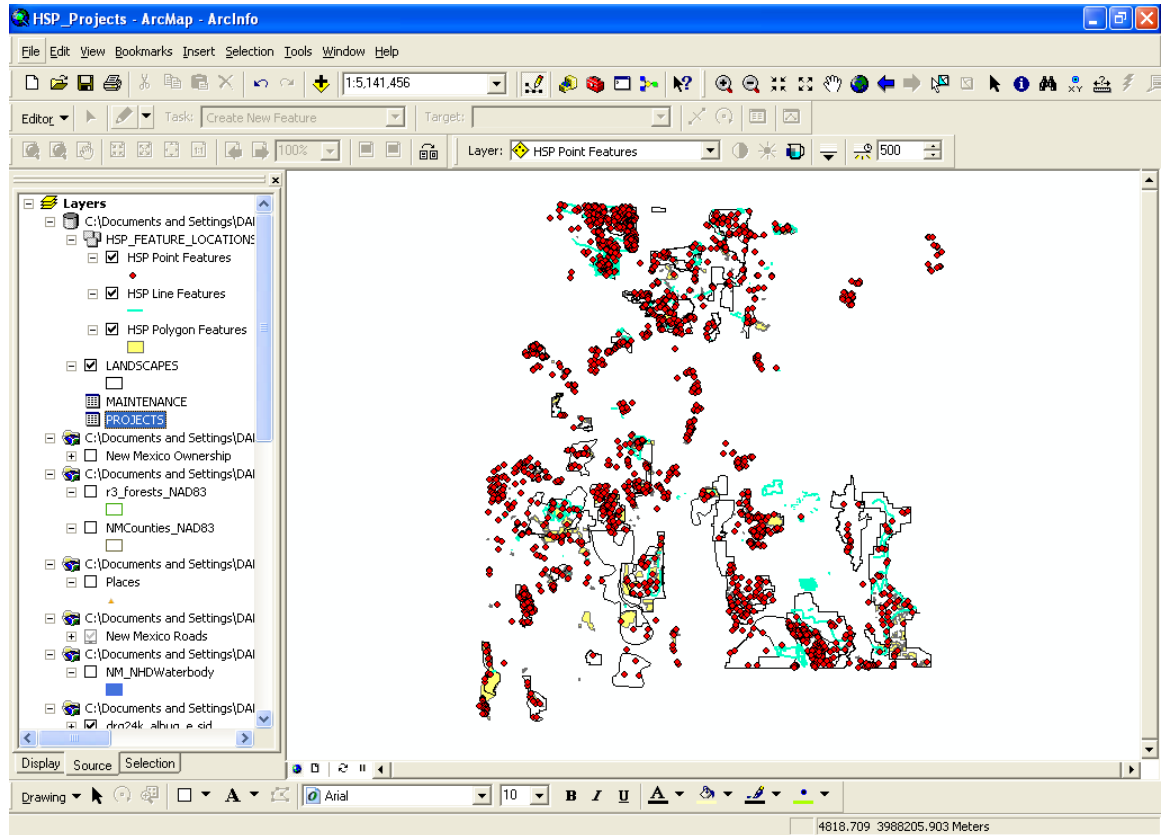 HSP_Projects - ArcMap - ArcInfo
File Edit View Bookmarks Insert Selection Tools Window Help
1:5,141,456
Editor Task: Create New Feature Target:
100% Layer: HSP Point Features 500
Layers
C:\Documents and Settings\DAI
HSP_FEATURE_LOCATIONS
HSP Point Features
HSP Line Features
HSP Polygon Features
LANDSCAPES
MAINTENANCE
PROJECTS
C:\Documents and Settings\DAI
New Mexico Ownership
C:\Documents and Settings\DAI
r3_forests_NAD83
NMCounties_NAD83
C:\Documents and Settings\DAI
Places
C:\Documents and Settings\DAI
New Mexico Roads
C:\Documents and Settings\DAI
NM_NHDWaterbody
C:\Documents and Settings\DAI
drg24k_albuq_e.sid
Display Source Selection
Drawing A Arial 10 B I U A
4818.709 3988205.903 Meters